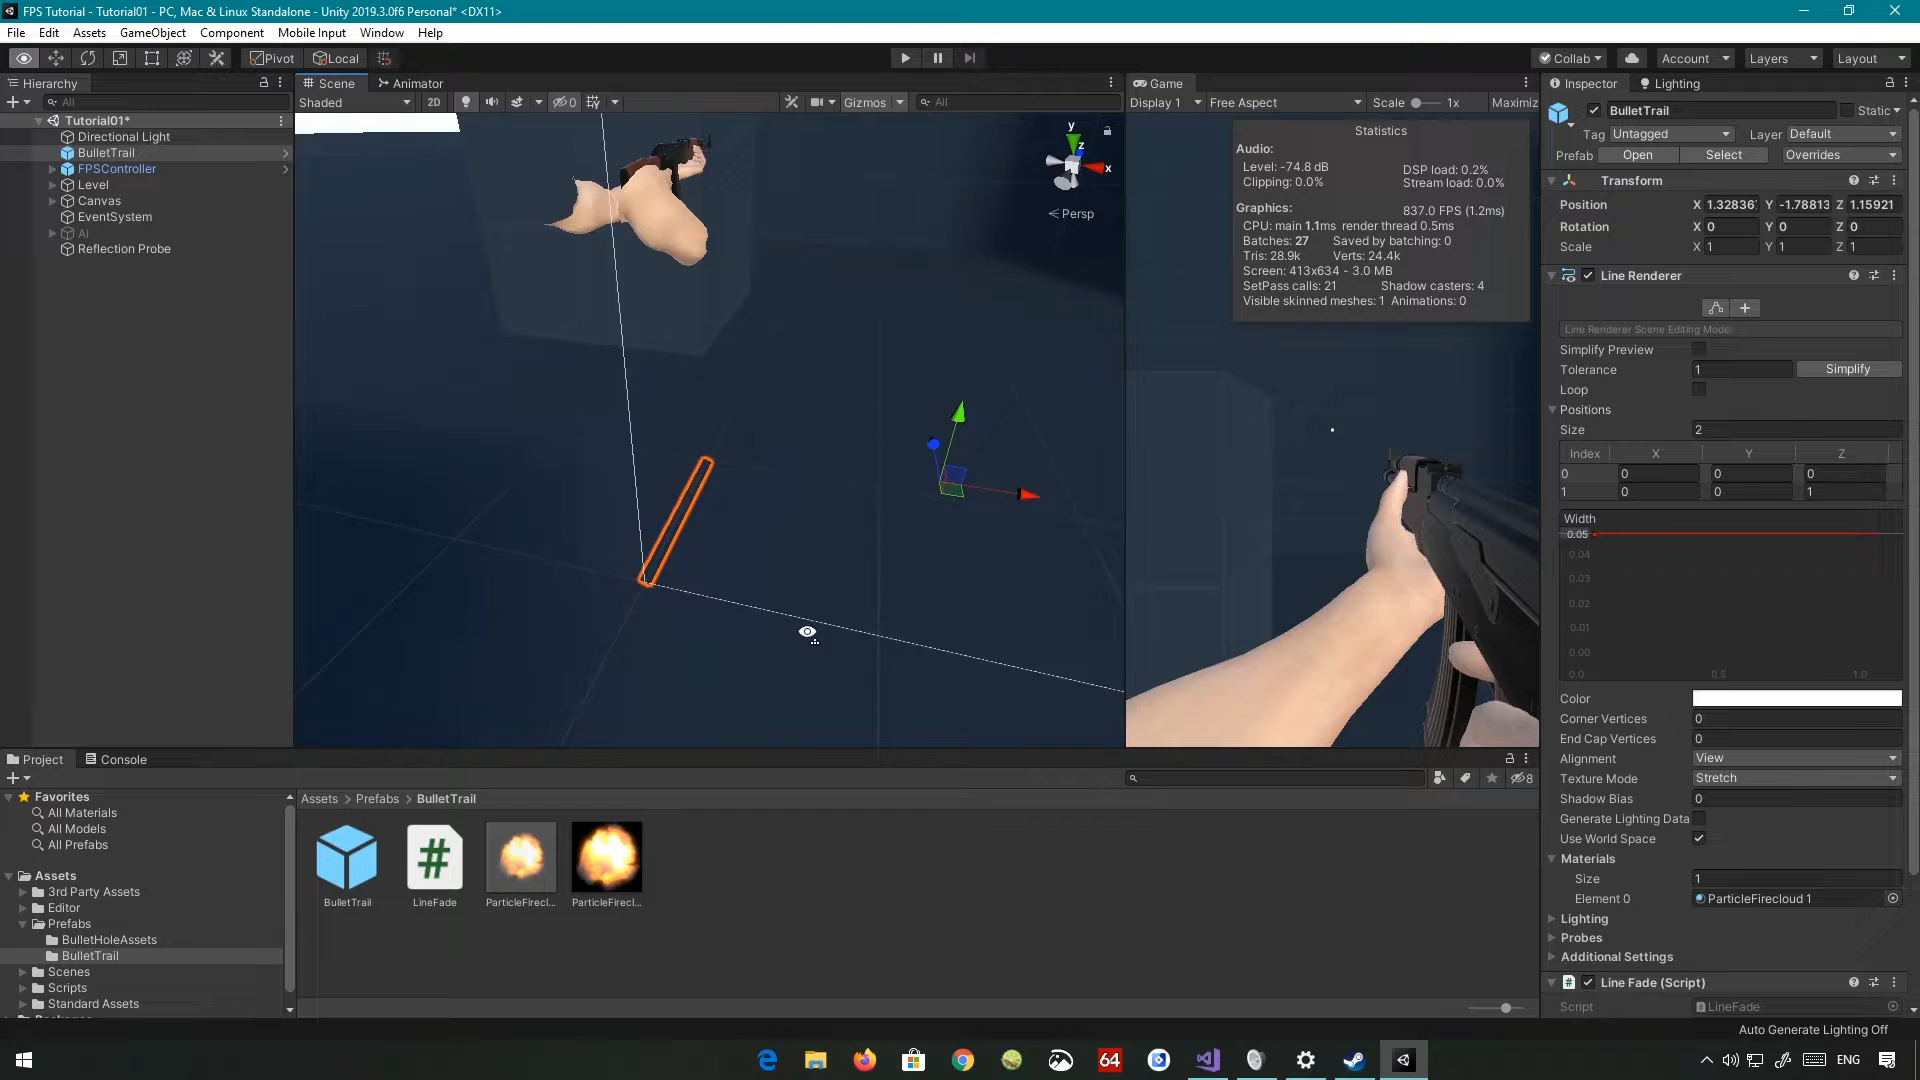 FPS Tutorial - Tutorial01 - PC, Mac & Linux Standalone - Unity 2019.3.0f6 Personal* <DX11>
File Edit Assets GameObject Component Mobile Input Window Help
Pivot Local Collab Account Layers Layout
Hierarchy Scene Animator Game Inspector Lighting
All Shaded 2D 0 Gizmos All Display 1 Free Aspect Scale 1x Maximiz
Tutorial01*
Directional Light
BulletTrail
FPSController
Level
Canvas
EventSystem
AI
Reflection Probe
y
z
x
Persp
Statistics
Audio:
Level: -74.8 dB DSP load: 0.2%
Clipping: 0.0% Stream load: 0.0%
Graphics: 837.0 FPS (1.2ms)
CPU: main 1.1ms render thread 0.5ms
Batches: 27 Saved by batching: 0
Tris: 28.9k Verts: 24.4k
Screen: 413x634 - 3.0 MB
SetPass calls: 21 Shadow casters: 4
Visible skinned meshes: 1 Animations: 0
BulletTrail Static
Tag Untagged Layer Default
Prefab Open Select Overrides
Transform
Position X 1.32836 Y -1.78813 Z 1.15921
Rotation X 0 Y 0 Z 0
Scale X 1 Y 1 Z 1
Line Renderer
Line Renderer Scene Editing Mode
Simplify Preview
Tolerance 1 Simplify
Loop
Positions
Size 2
Index X Y Z
0 0 0 0
1 0 0 1
Width
0.05
0.04
0.03
0.02
0.01
0.00
0.0 0.5 1.0
Color
Corner Vertices 0
End Cap Vertices 0
Alignment View
Texture Mode Stretch
Shadow Bias 0
Generate Lighting Data
Use World Space
Materials
Size 1
Element 0 ParticleFirecloud 1
Lighting
Probes
Additional Settings
Line Fade (Script)
Script LineFade
Project Console
8
Favorites
All Materials
All Models
All Prefabs
Assets
3rd Party Assets
Editor
Prefabs
BulletHoleAssets
BulletTrail
Scenes
Scripts
Standard Assets
Assets > Prefabs > BulletTrail
#
BulletTrail LineFade ParticleFirecl... ParticleFirecl...
Auto Generate Lighting Off
64 ENG